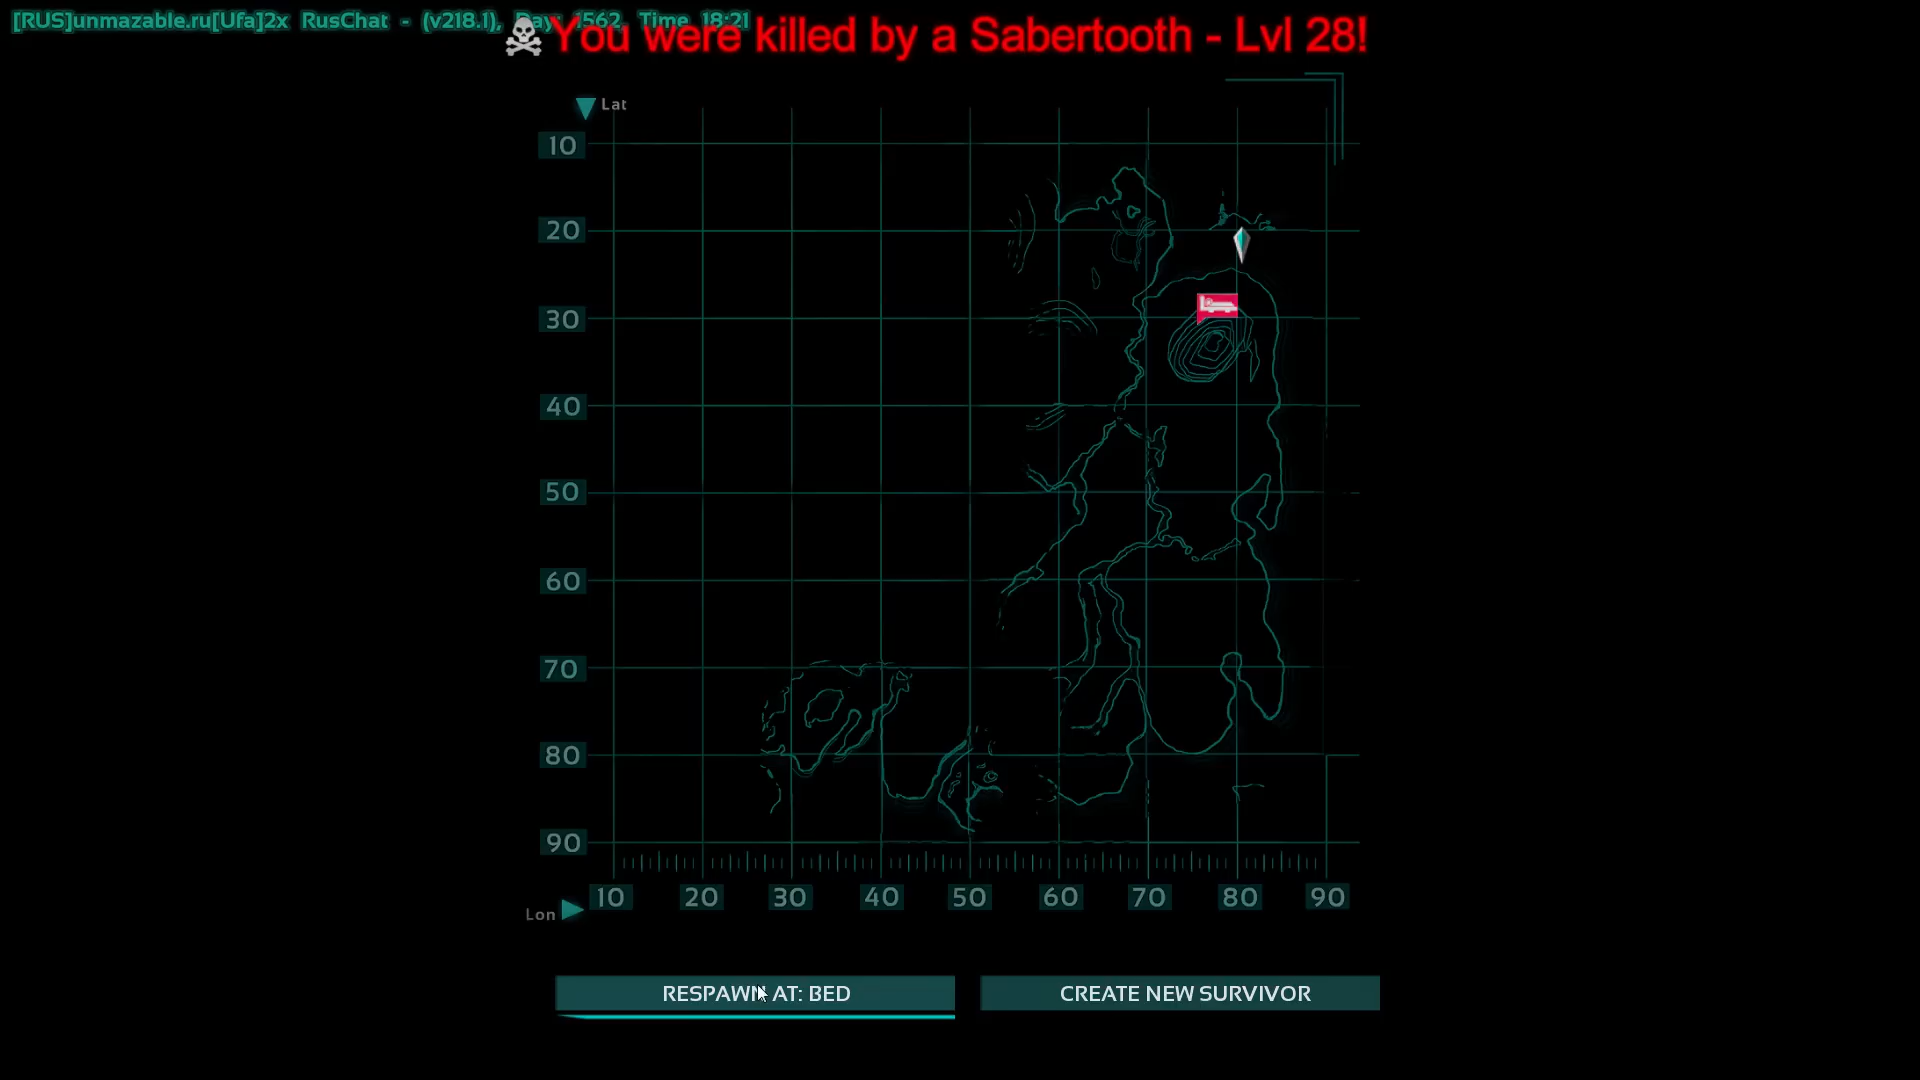 [RUS]unmazable.ru[Ufa]2x RusChat - (v218.1), Day 1562, Time 18:21
You were killed by a Sabertooth - Lvl 28!
Lat
10
20
30
40
50
60
70
80
90
Lon
10 20 30 40 50 60 70 80 90
RESPAWN AT: BED
CREATE NEW SURVIVOR